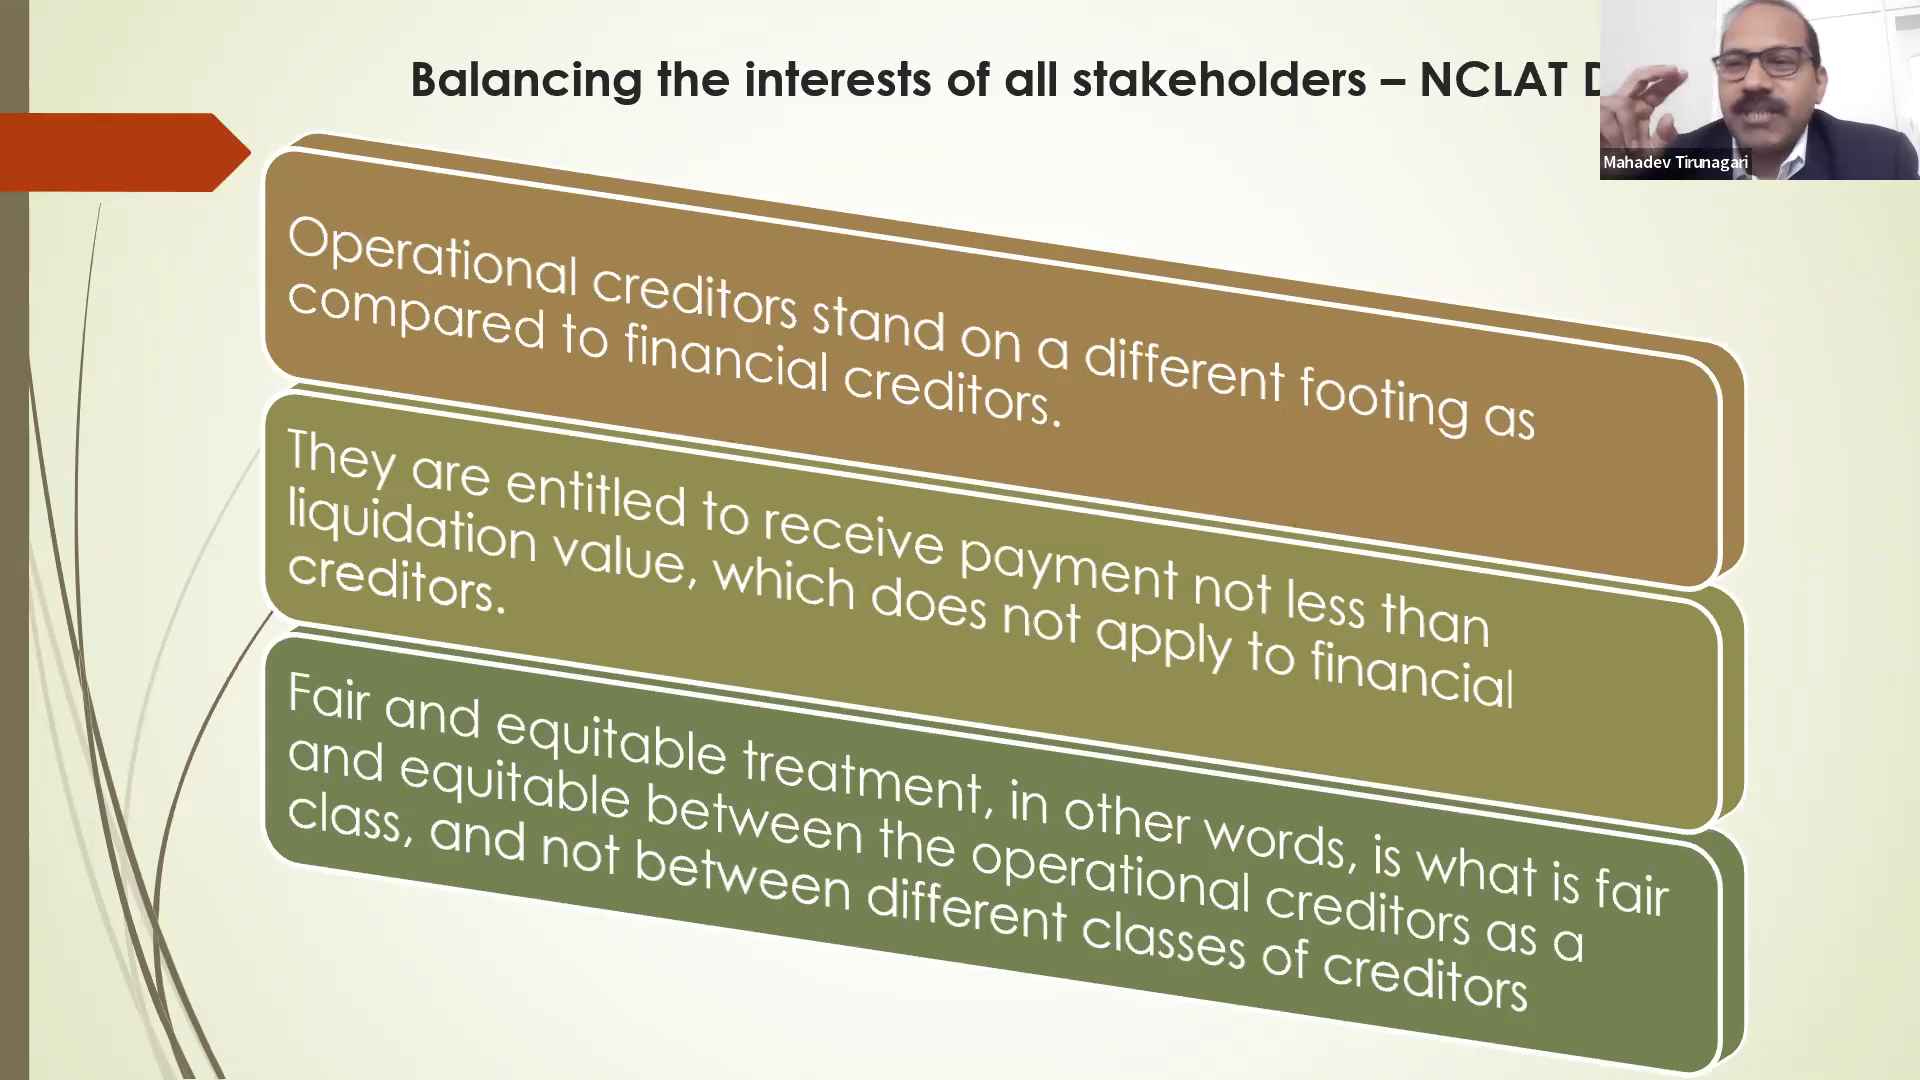 Balancing the interests of all stakeholders – NCLAT
Mahadev Tirunagari
Operational creditors stand on a different footing as
compared to financial creditors.
They are entitled to receive payment not less than
liquidation value, which does not apply to financial
creditors.
Fair and equitable treatment, in other words, is what is fair
and equitable between the operational creditors as a
class, and not between different classes of creditors